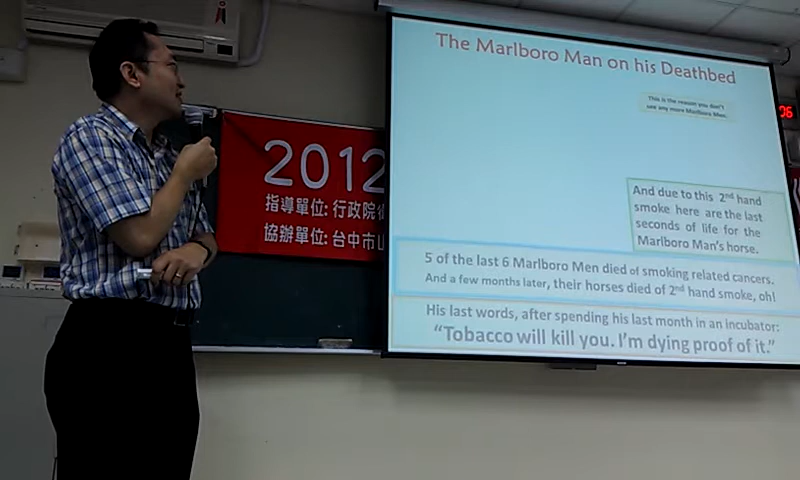 The Marlboro Man on his Deathbed
This is the reason you don't
see any more Marlboro Men.
06
2012
指導單位: 行政院
協辦單位: 台中市
And due to this 2nd hand
smoke here are the last
seconds of life for the
Marlboro Man's horse.
5 of the last 6 Marlboro Men died of smoking related cancers.
And a few months later, their horses died of 2nd hand smoke, oh!
His last words, after spending his last month in an incubator:
“Tobacco will kill you. I'm dying proof of it.”